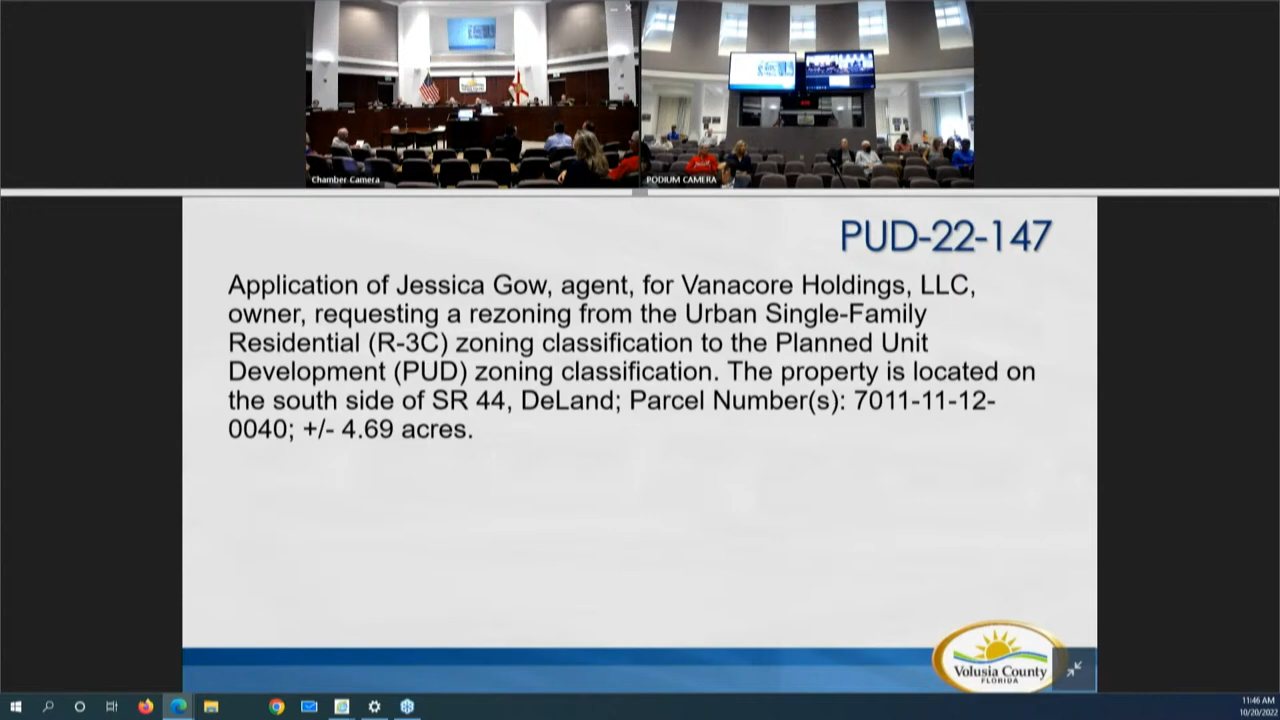 Chamber Camera
PODIUM CAMERA
PUD-22-147
Application of Jessica Gow, agent, for Vanacore Holdings, LLC,
owner, requesting a rezoning from the Urban Single-Family
Residential (R-3C) zoning classification to the Planned Unit
Development (PUD) zoning classification. The property is located on
the south side of SR 44, DeLand; Parcel Number(s): 7011-11-12-
0040; +/- 4.69 acres.
Volusia County
FLORIDA
11:46 AM
10/20/2022